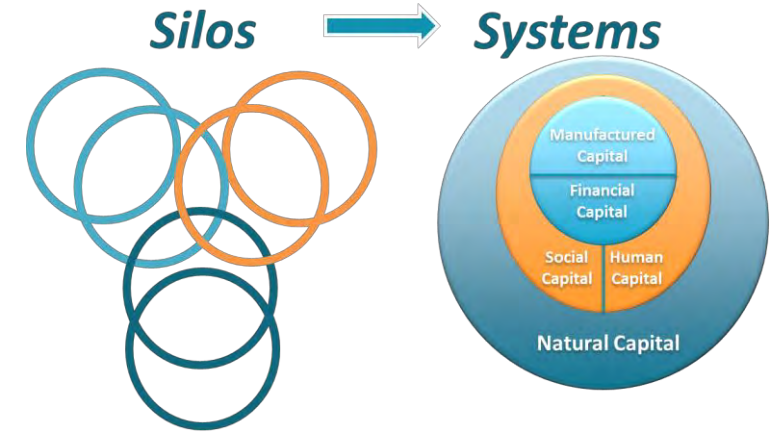 Silos
Systems
Manufactured
Capital
Financial
Capital
Social
Capital
Human
Capital
Natural Capital